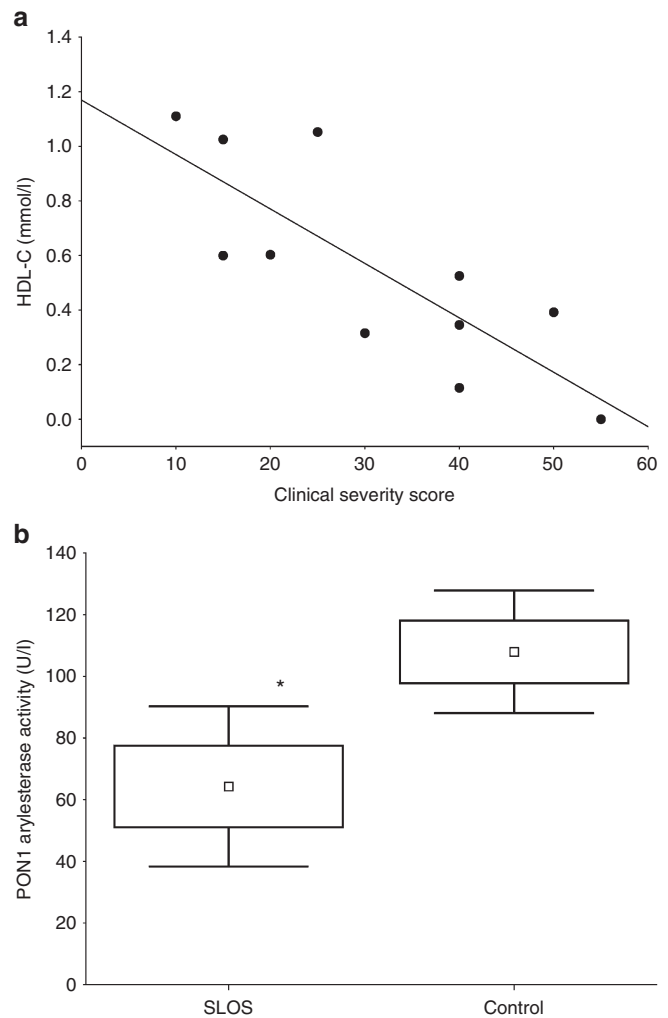 a
HDL-C (mmol/l)
1.4
1.2
1.0
0.8
0.6
0.4
0.2
0.0
0 10 20 30 40 50 60
Clinical severity score
b
PON1 arylesterase activity (U/l)
140
120
100
80
60
40
20
0
*
SLOS Control